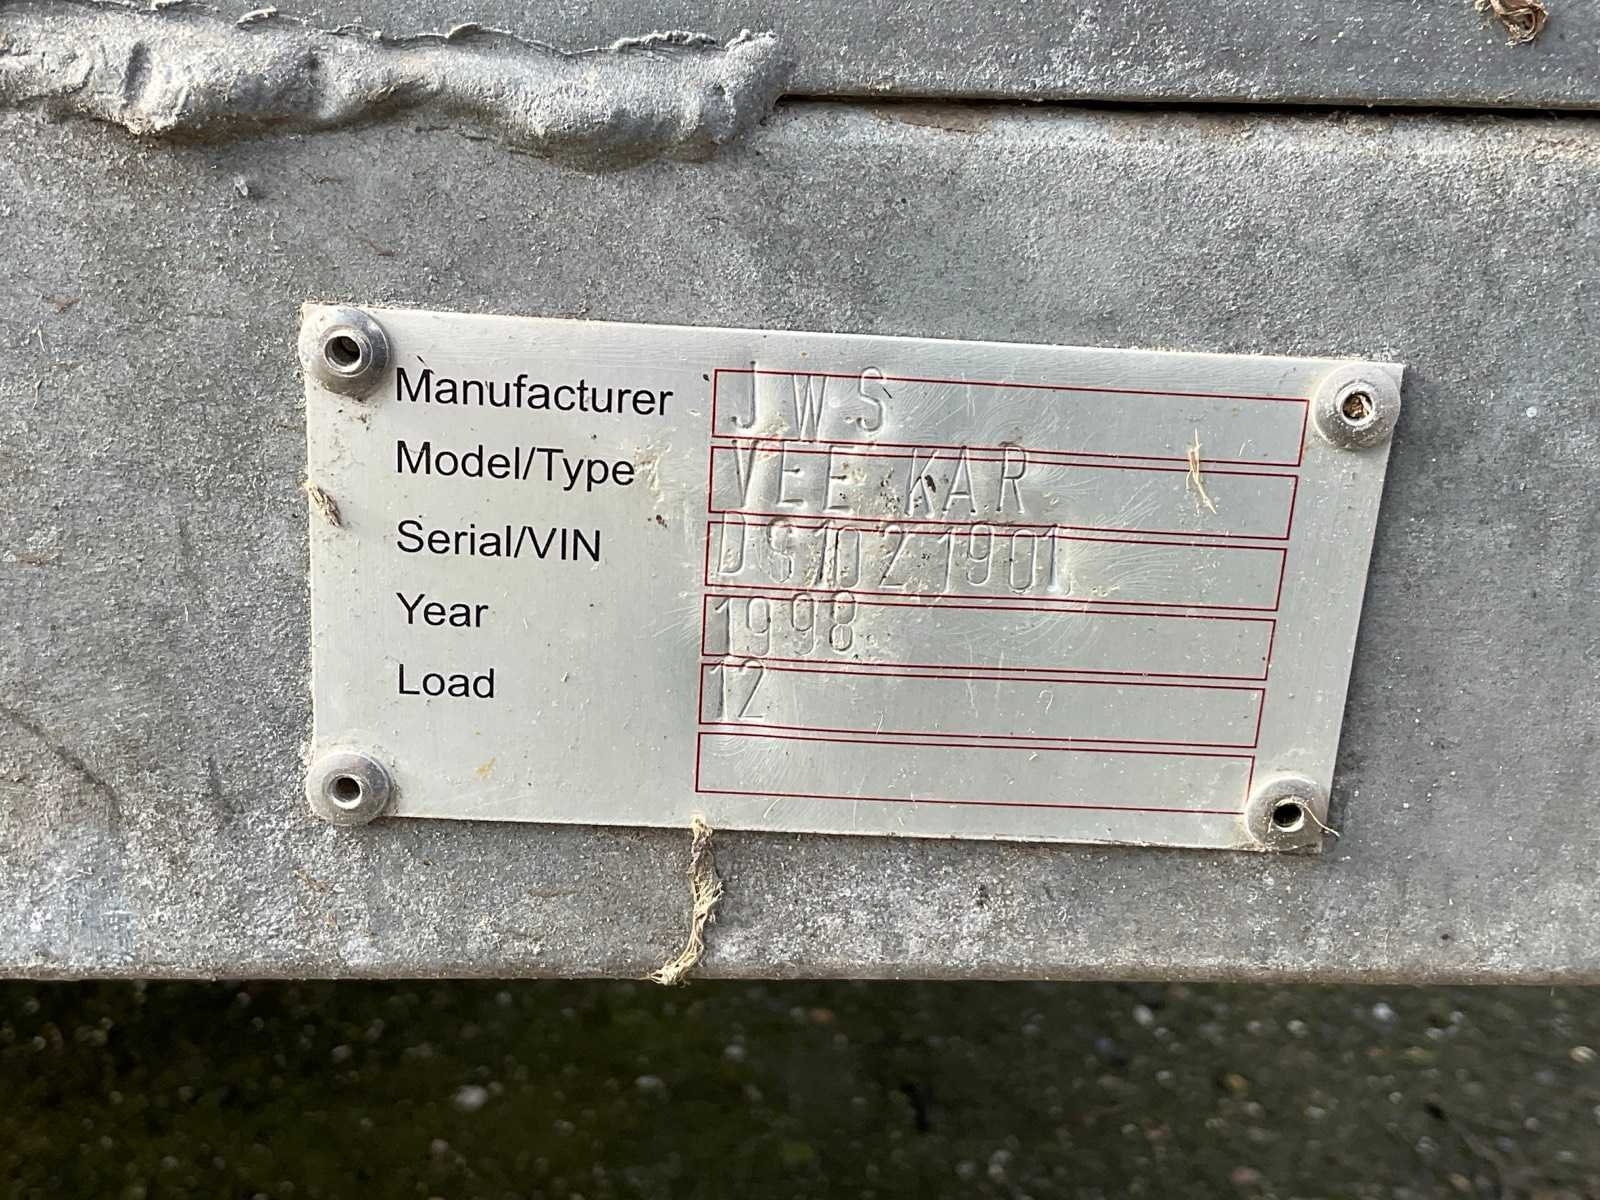 Manufacturer JWS
Model/Type VEE KAR
Serial/VIN DS1021901
Year 1998
Load 12